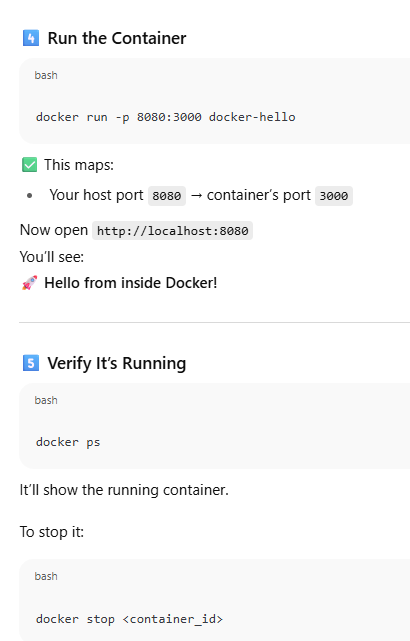 4 Run the Container
bash
docker run -p 8080:3000 docker-hello
✅ This maps:
• Your host port 8080 → container's port 3000
Now open http://localhost:8080
You'll see:
🚀 Hello from inside Docker!
5 Verify It's Running
bash
docker ps
It'll show the running container.
To stop it:
bash
docker stop <container_id>